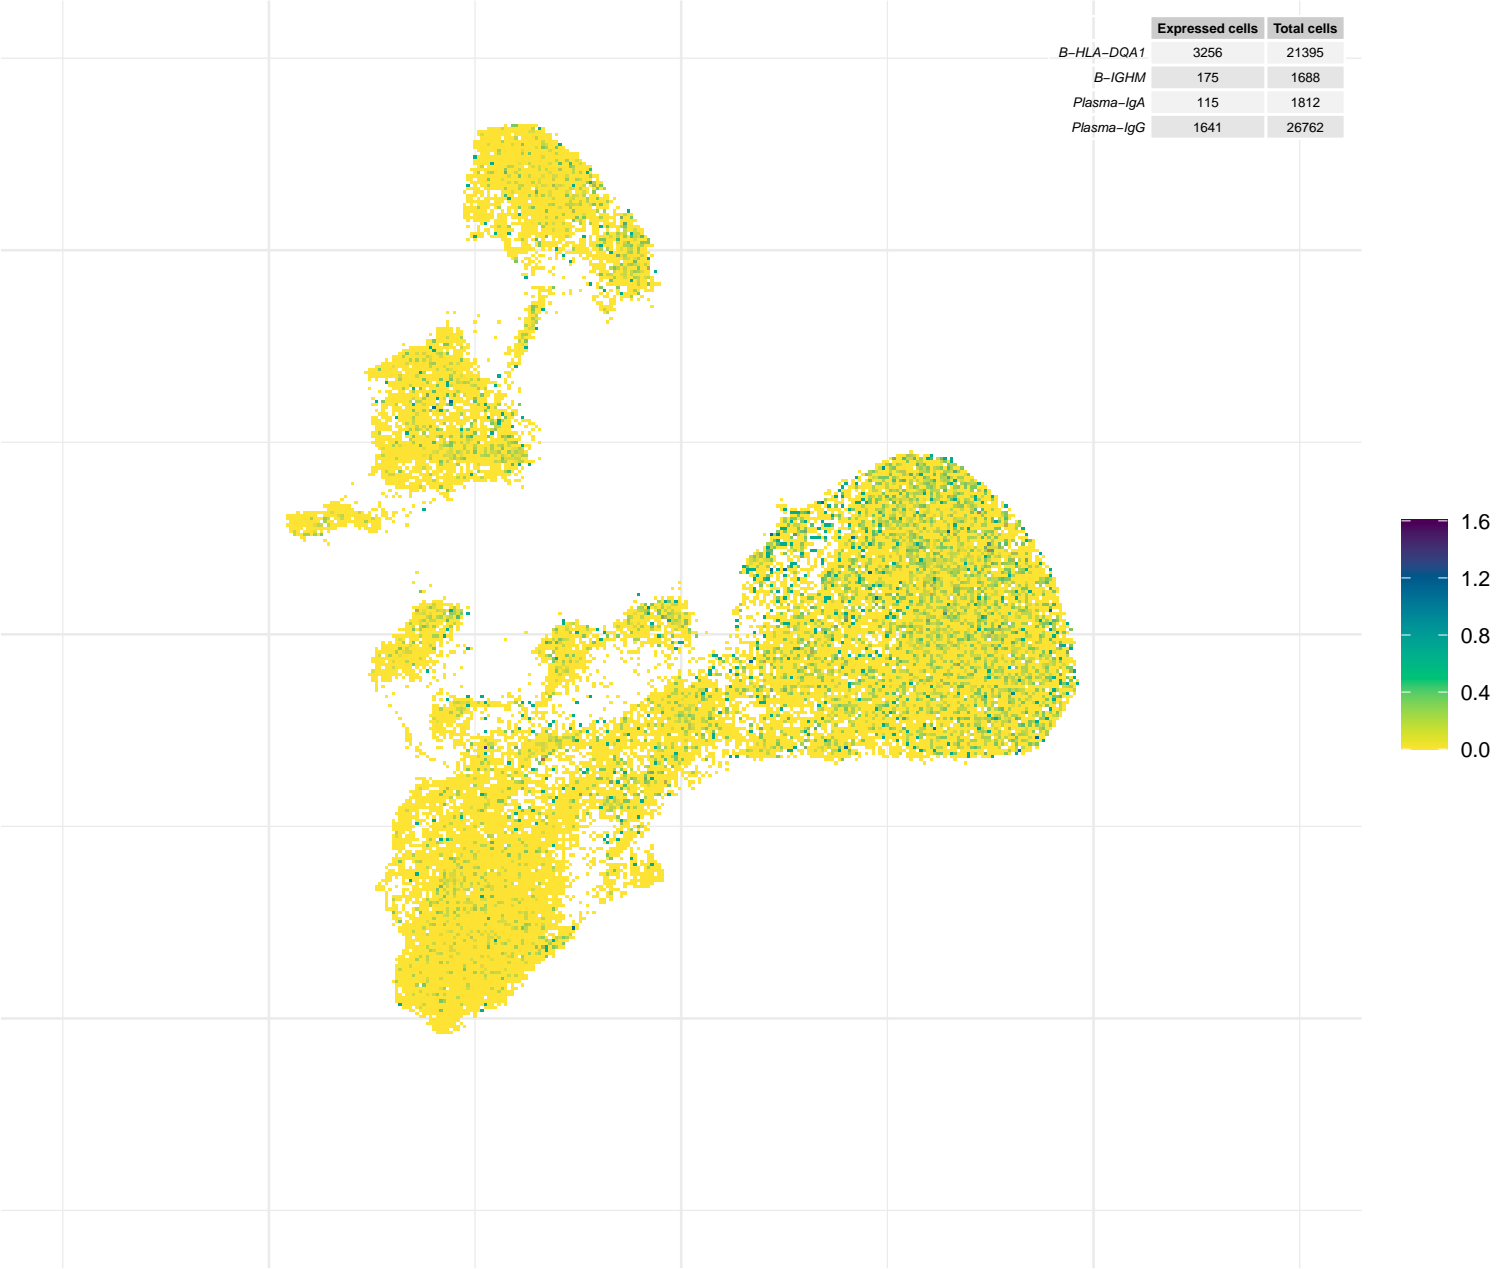 Expressed cells Total cells
B−HLA−DQA1 3256 21395
B−IGHM 175 1688
Plasma−IgA 115 1812
Plasma−IgG 1641 26762
1.6
1.2
0.8
0.4
0.0